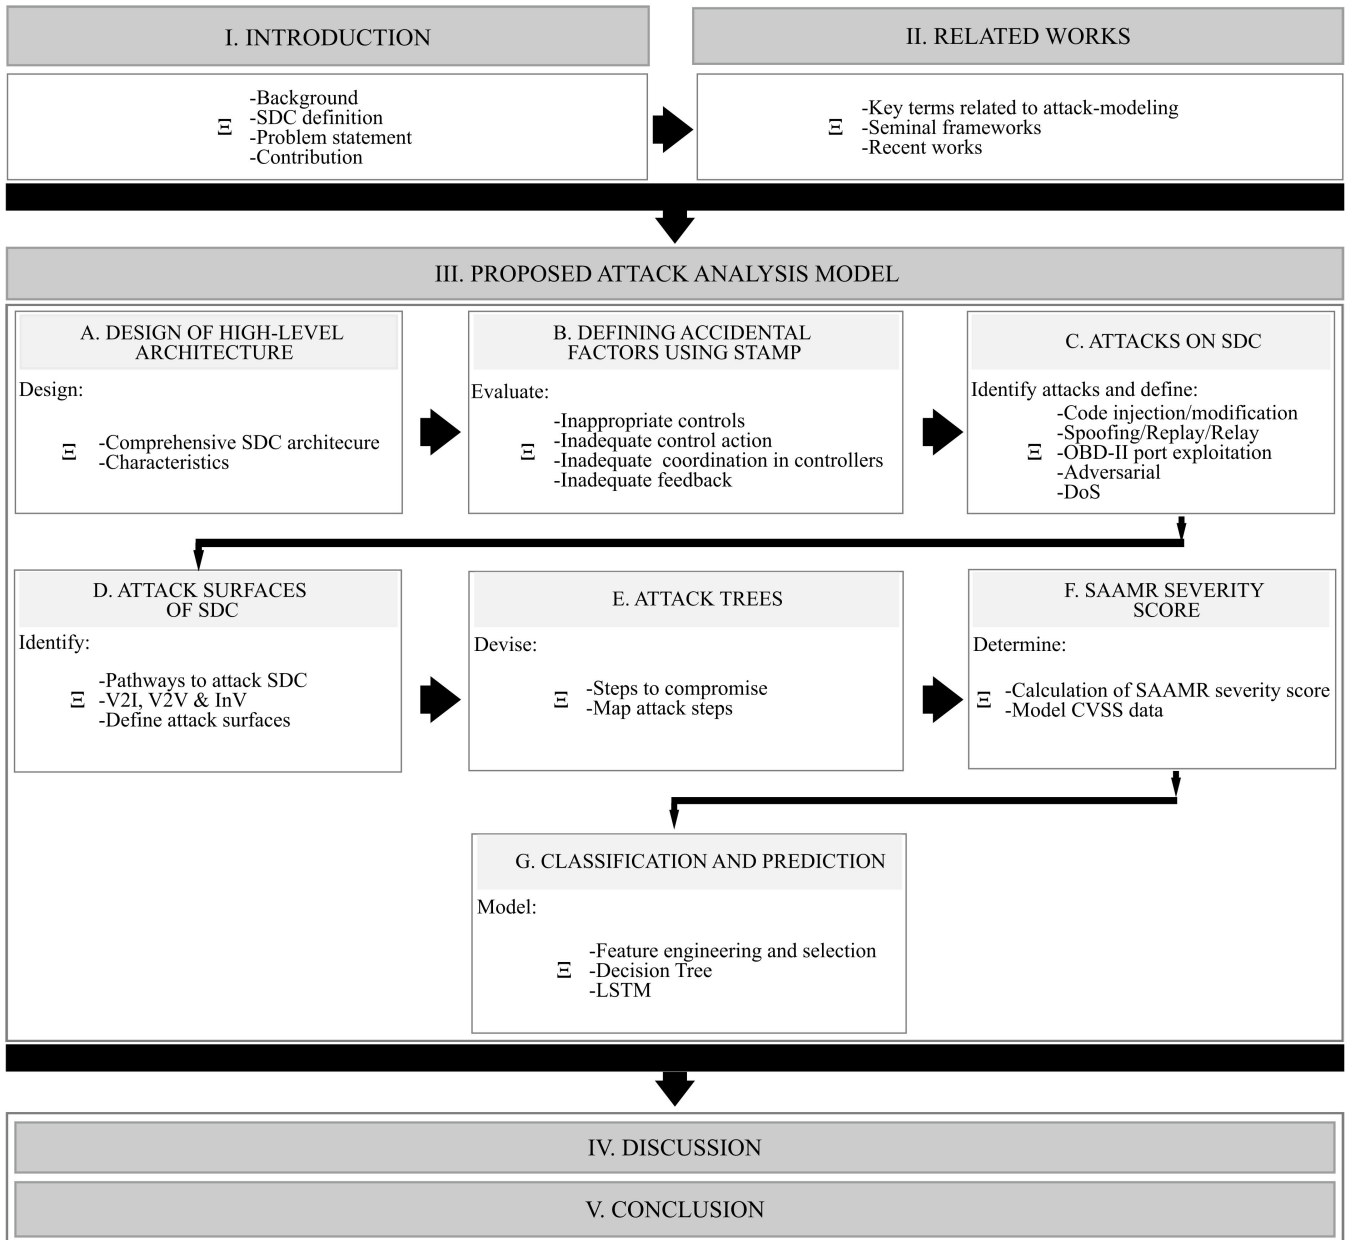 I. INTRODUCTION
-Background
-SDC definition
-Problem statement
-Contribution
II. RELATED WORKS
-Key terms related to attack-modeling
-Seminal frameworks
-Recent works
III. PROPOSED ATTACK ANALYSIS MODEL
A. DESIGN OF HIGH-LEVEL
ARCHITECTURE
Design:
-Comprehensive SDC architecure
-Characteristics
B. DEFINING ACCIDENTAL
FACTORS USING STAMP
Evaluate:
-Inappropriate controls
-Inadequate control action
-Inadequate coordination in controllers
-Inadequate feedback
C. ATTACKS ON SDC
Identify attacks and define:
-Code injection/modification
-Spoofing/Replay/Relay
-OBD-II port exploitation
-Adversarial
-DoS
D. ATTACK SURFACES
OF SDC
Identify:
-Pathways to attack SDC
-V2I, V2V & InV
-Define attack surfaces
E. ATTACK TREES
Devise:
-Steps to compromise
-Map attack steps
F. SAAMR SEVERITY
SCORE
Determine:
-Calculation of SAAMR severity score
-Model CVSS data
G. CLASSIFICATION AND PREDICTION
Model:
-Feature engineering and selection
-Decision Tree
-LSTM
IV. DISCUSSION
V. CONCLUSION